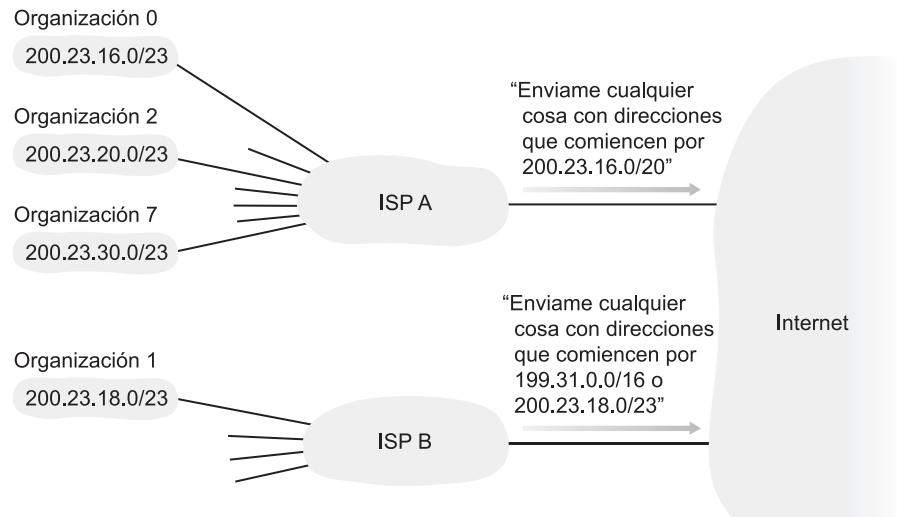 Organización 0
200.23.16.0/23
Organización 2
200.23.20.0/23
Organización 7
200.23.30.0/23
ISP A
“Enviame cualquier
cosa con direcciones
que comiencen por
200.23.16.0/20”
Organización 1
200.23.18.0/23
ISP B
“Enviame cualquier
cosa con direcciones
que comiencen por
199.31.0.0/16 o
200.23.18.0/23”
Internet